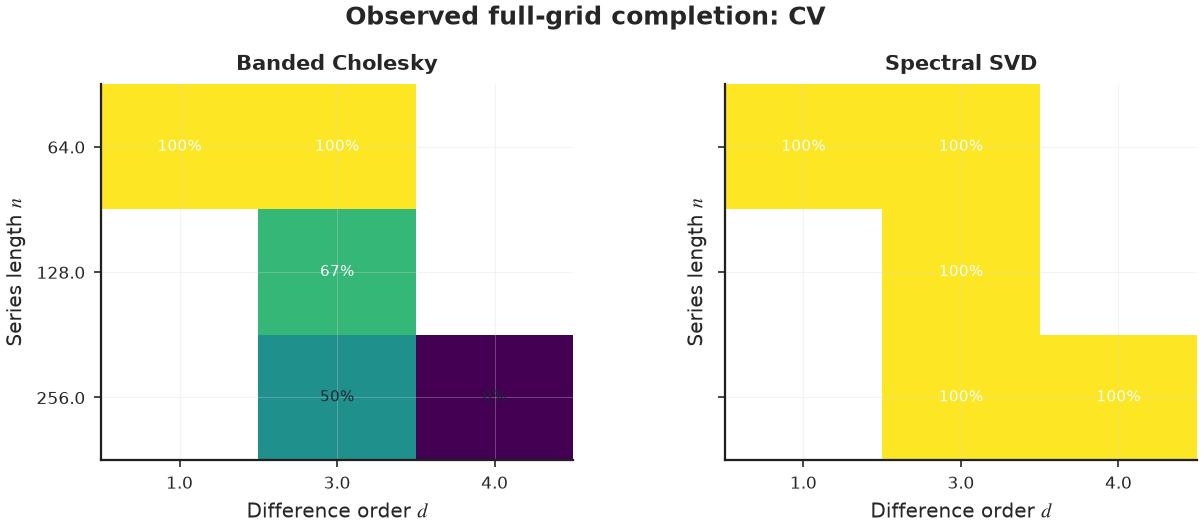 Observed full-grid completion: CV
Banded Cholesky
Series length n
64.0
128.0
256.0
100%
100%
67%
50%
1.0
3.0
4.0
Difference order d
Spectral SVD
Series length n
100%
100%
100%
100%
100%
1.0
3.0
4.0
Difference order d